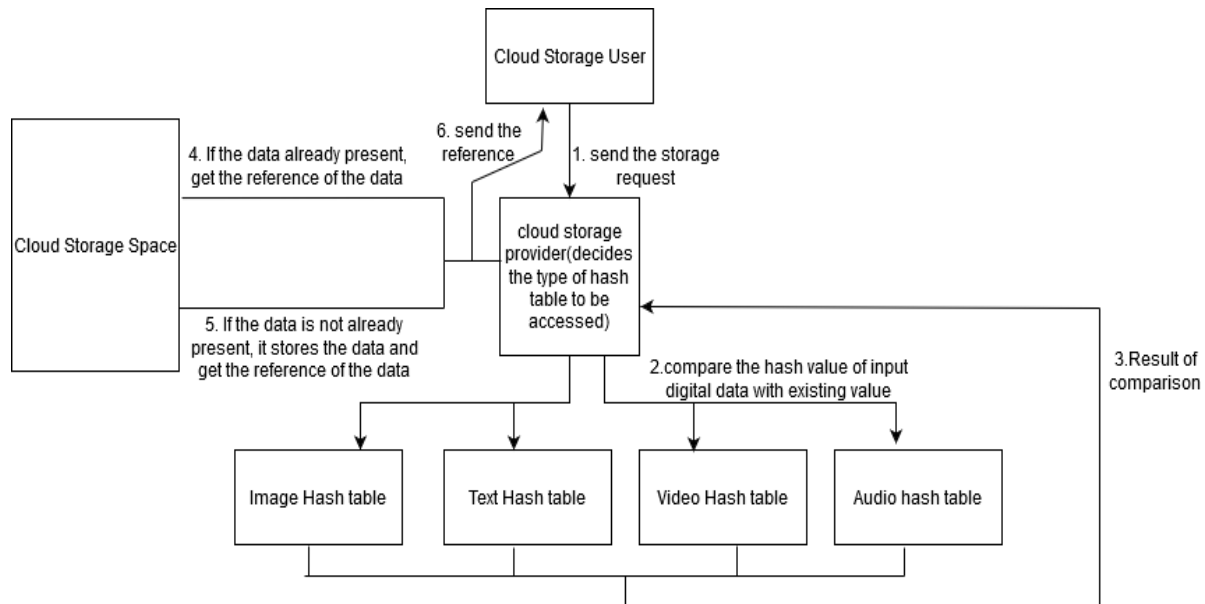 Cloud Storage User
6. send the
reference
1. send the storage
request
4. If the data already present,
get the reference of the data
Cloud Storage Space
cloud storage
provider(decides
the type of hash
table to be
accessed)
5. If the data is not already
present, it stores the data and
get the reference of the data
2.compare the hash value of input
digital data with existing value
3.Result of
comparison
Image Hash table
Text Hash table
Video Hash table
Audio hash table